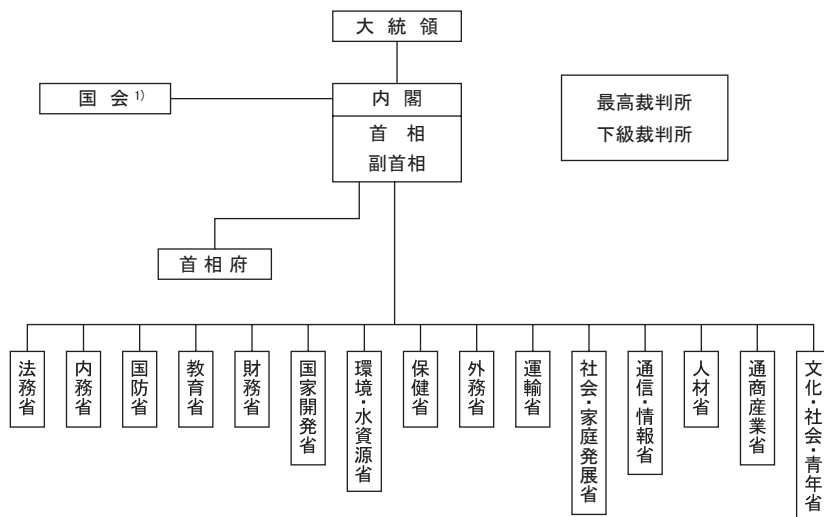 大統領
国会1)
内閣
首相
副首相
最高裁判所
下級裁判所
首相府
法務省
内務省
国防省
教育省
財務省
国家開発省
環境・水資源省
保健省
外務省
運輸省
社会・家庭発展省
通信・情報省
人材省
通商産業省
文化・社会・青年省